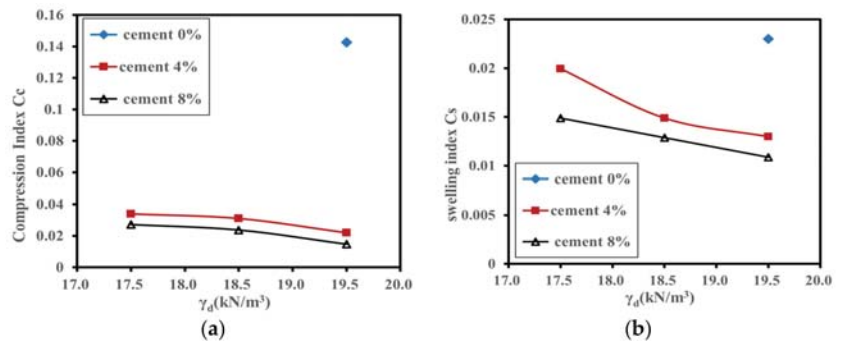 0.16
0.14
0.12
0.1
0.08
0.06
0.04
0.02
0
Compression Index Cc
cement 0%
cement 4%
cement 8%
17.0 17.5 18.0 18.5 19.0 19.5 20.0
γd(kN/m³)
(a)
0.025
0.02
0.015
0.01
0.005
0
swelling index Cs
cement 0%
cement 4%
cement 8%
17.0 17.5 18.0 18.5 19.0 19.5 20.0
γd(kN/m³)
(b)